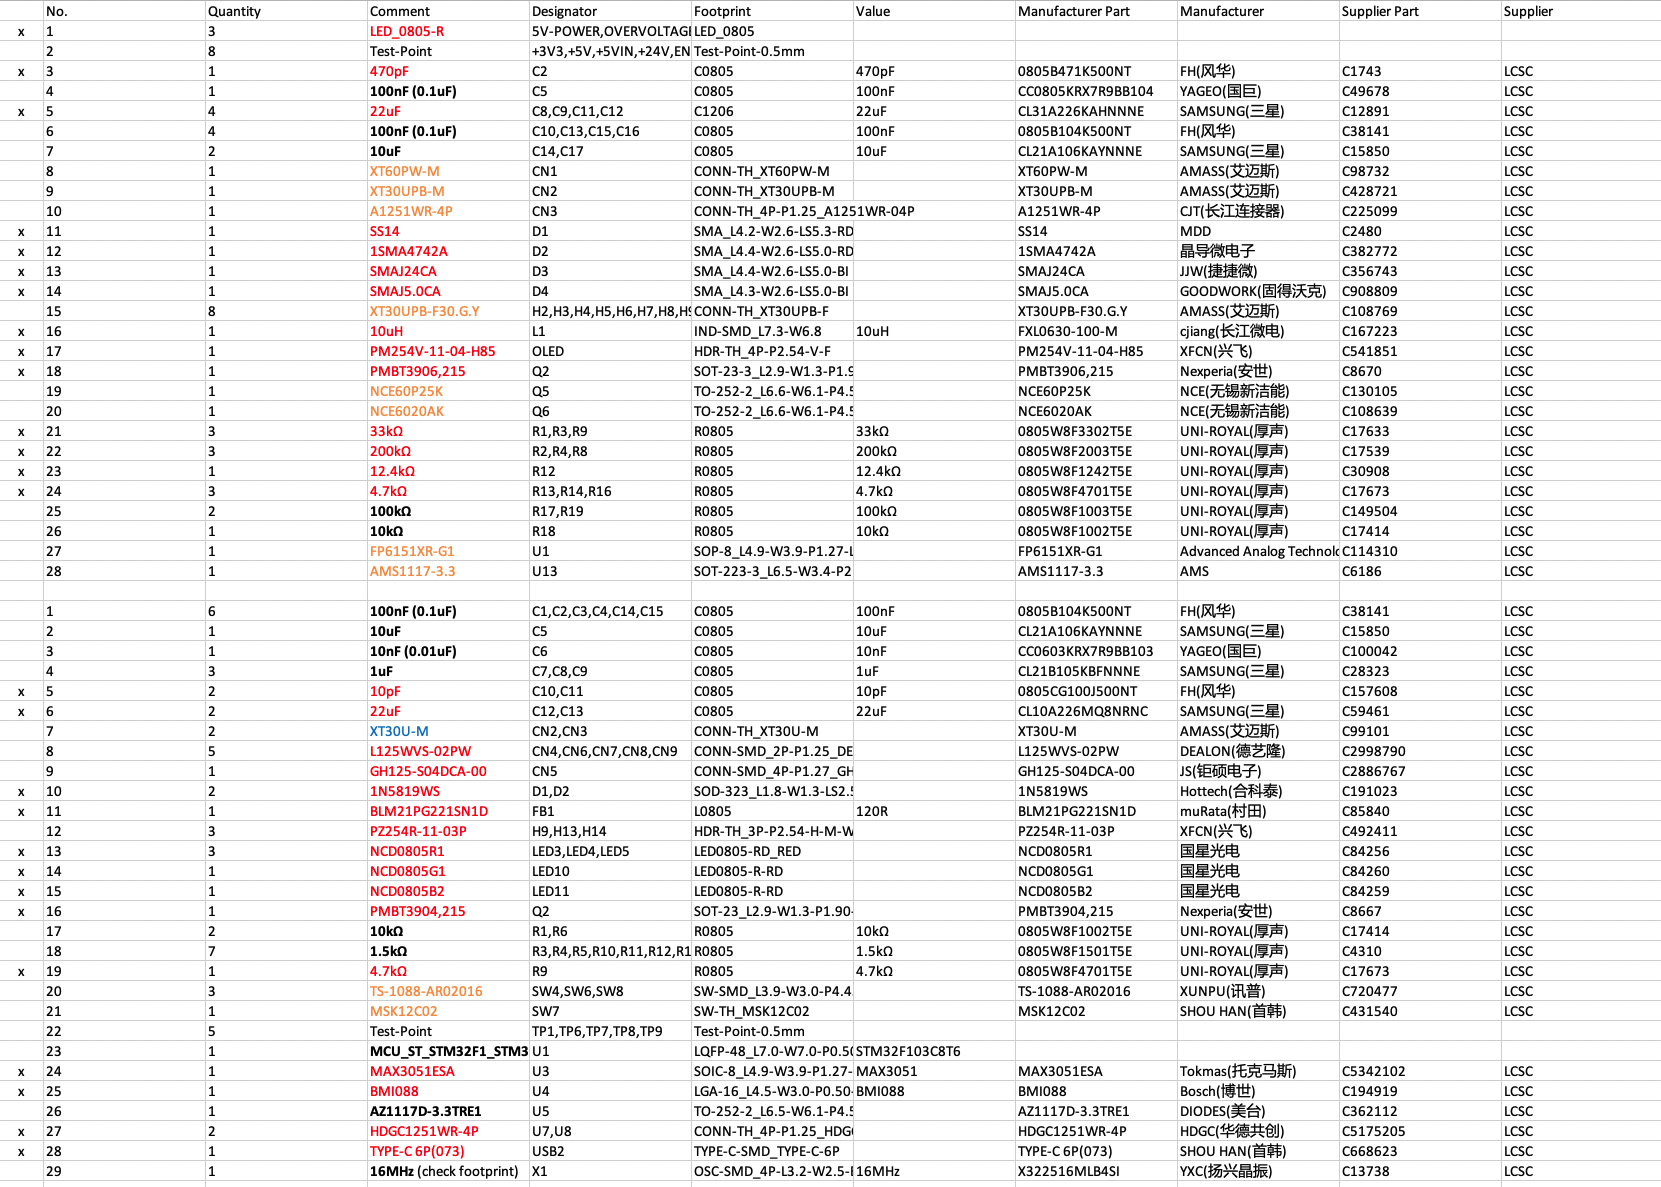 No. Quantity Comment Designator Footprint Value Manufacturer Part Manufacturer Supplier Part Supplier
x 1 3 LED_0805-R 5V-POWER,OVERVOLTAGE LED_0805
2 8 Test-Point +3V3,+5V,+5VIN,+24V,EN Test-Point-0.5mm
x 3 1 470pF C2 C0805 470pF 0805B471K500NT FH(风华) C1743 LCSC
4 1 100nF (0.1uF) C5 C0805 100nF CC0805KRX7R9BB104 YAGEO(国巨) C49678 LCSC
x 5 4 22uF C8,C9,C11,C12 C1206 22uF CL31A226KAHNNNE SAMSUNG(三星) C12891 LCSC
6 4 100nF (0.1uF) C10,C13,C15,C16 C0805 100nF 0805B104K500NT FH(风华) C38141 LCSC
7 2 10uF C14,C17 C0805 10uF CL21A106KAYNNNE SAMSUNG(三星) C15850 LCSC
8 1 XT60PW-M CN1 CONN-TH_XT60PW-M XT60PW-M AMASS(艾迈斯) C98732 LCSC
9 1 XT30UPB-M CN2 CONN-TH_XT30UPB-M XT30UPB-M AMASS(艾迈斯) C428721 LCSC
10 1 A1251WR-4P CN3 CONN-TH_4P-P1.25_A1251WR-04P A1251WR-4P CJT(长江连接器) C225099 LCSC
x 11 1 SS14 D1 SMA_L4.2-W2.6-LS5.3-RD SS14 MDD C2480 LCSC
x 12 1 1SMA4742A D2 SMA_L4.4-W2.6-LS5.0-RD 1SMA4742A 晶导微电子 C382772 LCSC
x 13 1 SMAJ24CA D3 SMA_L4.4-W2.6-LS5.0-BI SMAJ24CA JJW(捷捷微) C356743 LCSC
x 14 1 SMAJ5.0CA D4 SMA_L4.3-W2.6-LS5.0-BI SMAJ5.0CA GOODWORK(固得沃克) C908809 LCSC
15 8 XT30UPB-F30.G.Y H2,H3,H4,H5,H6,H7,H8,H9 CONN-TH_XT30UPB-F XT30UPB-F30.G.Y AMASS(艾迈斯) C108769 LCSC
x 16 1 10uH L1 IND-SMD_L7.3-W6.8 10uH FXL0630-100-M cjiang(长江微电) C167223 LCSC
x 17 1 PM254V-11-04-H85 OLED HDR-TH_4P-P2.54-V-F PM254V-11-04-H85 XFCN(兴飞) C541851 LCSC
x 18 1 PMBT3906,215 Q2 SOT-23-3_L2.9-W1.3-P1.9 PMBT3906,215 Nexperia(安世) C8670 LCSC
19 1 NCE60P25K Q5 TO-252-2_L6.6-W6.1-P4.5 NCE60P25K NCE(无锡新洁能) C130105 LCSC
20 1 NCE6020AK Q6 TO-252-2_L6.6-W6.1-P4.5 NCE6020AK NCE(无锡新洁能) C108639 LCSC
x 21 3 33kΩ R1,R3,R9 R0805 33kΩ 0805W8F3302T5E UNI-ROYAL(厚声) C17633 LCSC
x 22 3 200kΩ R2,R4,R8 R0805 200kΩ 0805W8F2003T5E UNI-ROYAL(厚声) C17539 LCSC
x 23 1 12.4kΩ R12 R0805 12.4kΩ 0805W8F1242T5E UNI-ROYAL(厚声) C30908 LCSC
x 24 3 4.7kΩ R13,R14,R16 R0805 4.7kΩ 0805W8F4701T5E UNI-ROYAL(厚声) C17673 LCSC
25 2 100kΩ R17,R19 R0805 100kΩ 0805W8F1003T5E UNI-ROYAL(厚声) C149504 LCSC
26 1 10kΩ R18 R0805 10kΩ 0805W8F1002T5E UNI-ROYAL(厚声) C17414 LCSC
27 1 FP6151XR-G1 U1 SOP-8_L4.9-W3.9-P1.27-L FP6151XR-G1 Advanced Analog Technolo C114310 LCSC
28 1 AMS1117-3.3 U13 SOT-223-3_L6.5-W3.4-P2 AMS1117-3.3 AMS C6186 LCSC
1 6 100nF (0.1uF) C1,C2,C3,C4,C14,C15 C0805 100nF 0805B104K500NT FH(风华) C38141 LCSC
2 1 10uF C5 C0805 10uF CL21A106KAYNNNE SAMSUNG(三星) C15850 LCSC
3 1 10nF (0.01uF) C6 C0805 10nF CC0603KRX7R9BB103 YAGEO(国巨) C100042 LCSC
4 3 1uF C7,C8,C9 C0805 1uF CL21B105KBFNNNE SAMSUNG(三星) C28323 LCSC
x 5 2 10pF C10,C11 C0805 10pF 0805CG100J500NT FH(风华) C157608 LCSC
x 6 2 22uF C12,C13 C0805 22uF CL10A226MQ8NRNC SAMSUNG(三星) C59461 LCSC
7 2 XT30U-M CN2,CN3 CONN-TH_XT30U-M XT30U-M AMASS(艾迈斯) C99101 LCSC
8 5 L125WVS-02PW CN4,CN6,CN7,CN8,CN9 CONN-SMD_2P-P1.25_DE L125WVS-02PW DEALON(德艺隆) C2998790 LCSC
9 1 GH125-S04DCA-00 CN5 CONN-SMD_4P-P1.27_GH GH125-S04DCA-00 JS(钜硕电子) C2886767 LCSC
x 10 2 1N5819WS D1,D2 SOD-323_L1.8-W1.3-LS2.5 1N5819WS Hottech(合科泰) C191023 LCSC
x 11 1 BLM21PG221SN1D FB1 L0805 120R BLM21PG221SN1D muRata(村田) C85840 LCSC
12 3 PZ254R-11-03P H9,H13,H14 HDR-TH_3P-P2.54-H-M-W PZ254R-11-03P XFCN(兴飞) C492411 LCSC
x 13 3 NCD0805R1 LED3,LED4,LED5 LED0805-RD_RED NCD0805R1 国星光电 C84256 LCSC
x 14 1 NCD0805G1 LED10 LED0805-R-RD NCD0805G1 国星光电 C84260 LCSC
x 15 1 NCD0805B2 LED11 LED0805-R-RD NCD0805B2 国星光电 C84259 LCSC
x 16 1 PMBT3904,215 Q2 SOT-23_L2.9-W1.3-P1.90- PMBT3904,215 Nexperia(安世) C8667 LCSC
17 2 10kΩ R1,R6 R0805 10kΩ 0805W8F1002T5E UNI-ROYAL(厚声) C17414 LCSC
18 7 1.5kΩ R3,R4,R5,R10,R11,R12,R1 R0805 1.5kΩ 0805W8F1501T5E UNI-ROYAL(厚声) C4310 LCSC
x 19 1 4.7kΩ R9 R0805 4.7kΩ 0805W8F4701T5E UNI-ROYAL(厚声) C17673 LCSC
20 3 TS-1088-AR02016 SW4,SW6,SW8 SW-SMD_L3.9-W3.0-P4.4 TS-1088-AR02016 XUNPU(讯普) C720477 LCSC
21 1 MSK12C02 SW7 SW-TH_MSK12C02 MSK12C02 SHOU HAN(首韩) C431540 LCSC
22 5 Test-Point TP1,TP6,TP7,TP8,TP9 Test-Point-0.5mm
23 1 MCU_ST_STM32F1_STM3 U1 LQFP-48_L7.0-W7.0-P0.50 STM32F103C8T6
x 24 1 MAX3051ESA U3 SOIC-8_L4.9-W3.9-P1.27- MAX3051 MAX3051ESA Tokmas(托克马斯) C5342102 LCSC
x 25 1 BMI088 U4 LGA-16_L4.5-W3.0-P0.50- BMI088 BMI088 Bosch(博世) C194919 LCSC
26 1 AZ1117D-3.3TRE1 U5 TO-252-2_L6.5-W6.1-P4.5 AZ1117D-3.3TRE1 DIODES(美台) C362112 LCSC
x 27 2 HDGC1251WR-4P U7,U8 CONN-TH_4P-P1.25_HDG HDGC1251WR-4P HDGC(华德共创) C5175205 LCSC
x 28 1 TYPE-C 6P(073) USB2 TYPE-C-SMD_TYPE-C-6P TYPE-C 6P(073) SHOU HAN(首韩) C668623 LCSC
29 1 16MHz (check footprint) X1 OSC-SMD_4P-L3.2-W2.5- 16MHz X322516MLB4SI YXC(扬兴晶振) C13738 LCSC